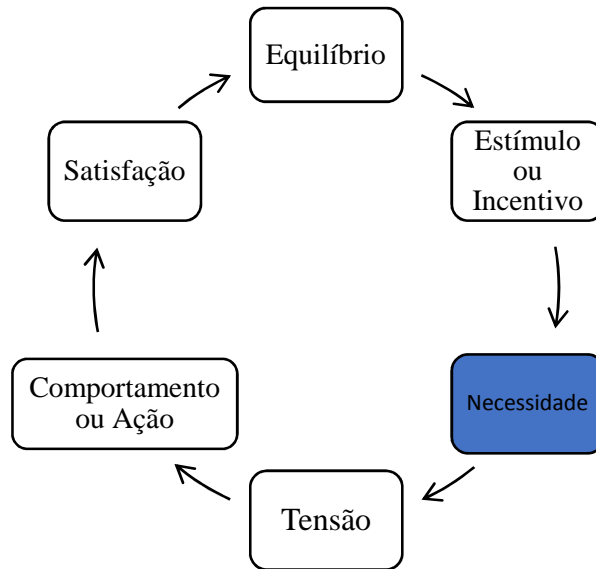 Equilíbrio
Estímulo
ou
Incentivo
Necessidade
Tensão
Comportamento
ou Ação
Satisfação